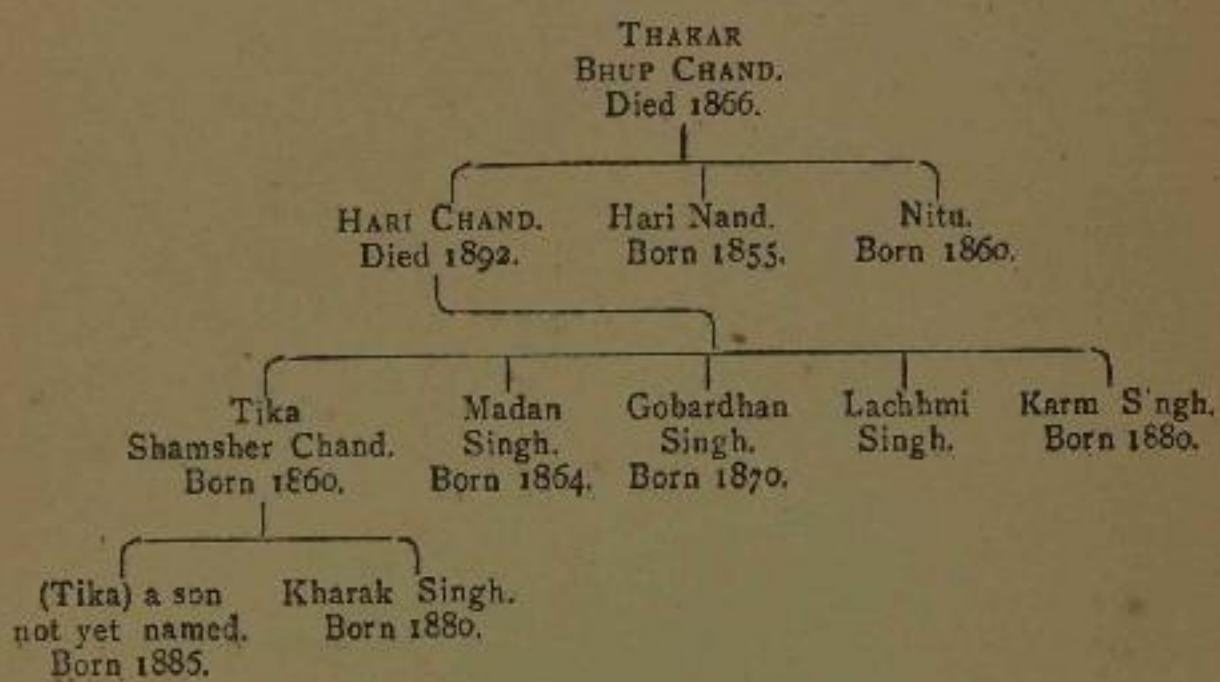 THAKAR
BHUP CHAND.
Died 1866.
HARI CHAND. Hari Nand. Nitu.
Died 1892. Born 1855. Born 1860.
Tika Madan Gobardhan Lachhmi Karm S ngh.
Shamsher Chand. Singh. Singh. Singh. Born 1880.
Born 1860. Born 1864. Born 1870.
(Tika) a son Kharak Singh.
not yet named. Born 1880.
Born 1885.